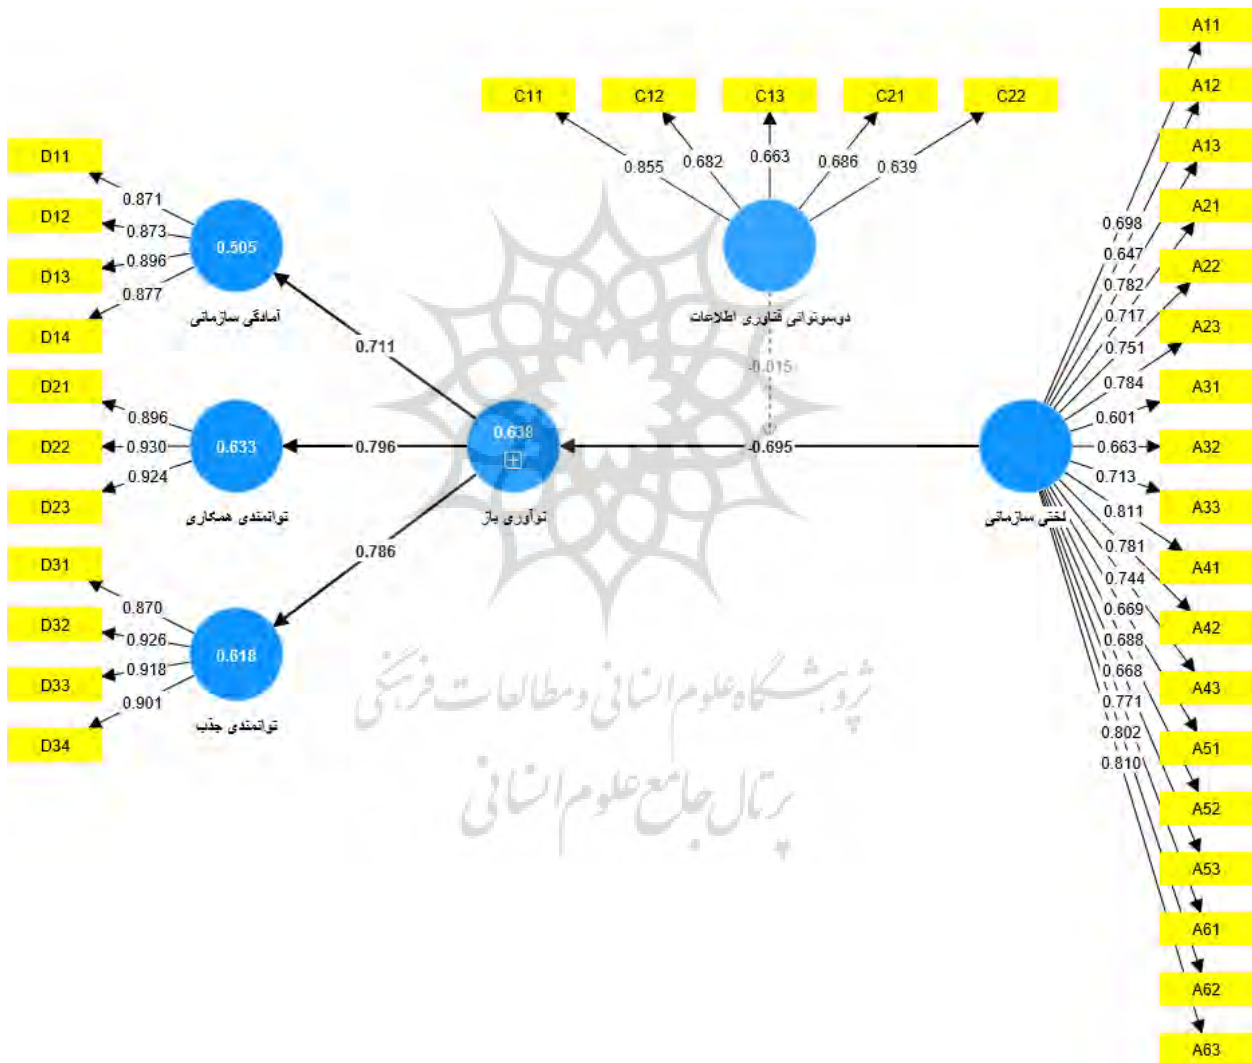 A11
C11
C12
C13
C21
C22
A12
A13
D11
0.855
0.682
0.663
0.686
0.639
0.871
D12
0.873
0.505
0.896
D13
0.877
D14
آمادگی سازمانی
دوسوتوانی فناوری اطلاعات
A21
0.698
0.647
A22
0.782
0.717
A23
0.751
0.784
A31
0.601
0.711
-0.015
D21
0.896
D22
0.930
0.633
0.924
D23
توانمندی همکاری
0.796
0.638
نوآوری باز
-0.695
لختی سازمانی
0.663
A32
0.713
A33
0.811
A41
0.781
0.744
A42
0.669
0.688
A43
0.668
0.771
0.802
A51
0.810
0.786
D31
0.870
D32
0.926
0.618
0.918
D33
0.901
D34
توانمندی جذب
پژوهشگاه علوم انسانی و مطالعات فرهنگی
پرتال جامع علوم انسانی
A52
A53
A61
A62
A63